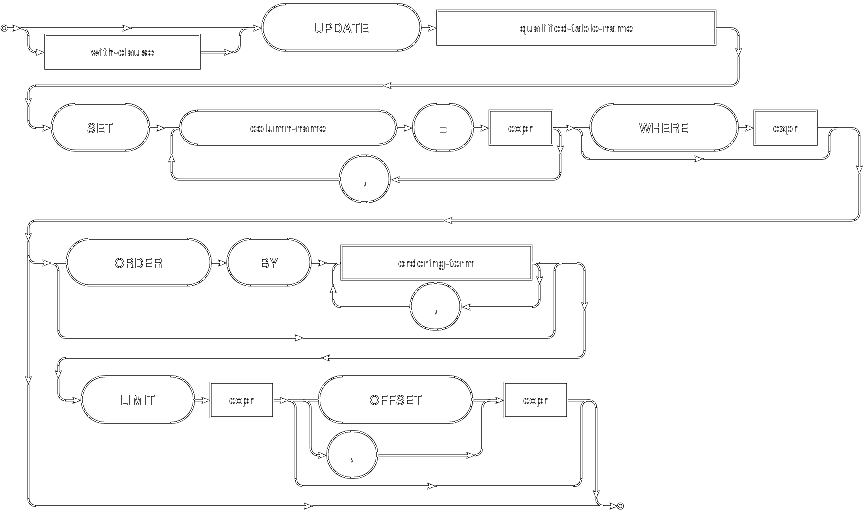 UPDATE qualified-table-name
with-clause
SET column-name = expr WHERE expr
,
ORDER BY ordering-term
,
LIMIT expr OFFSET expr
,